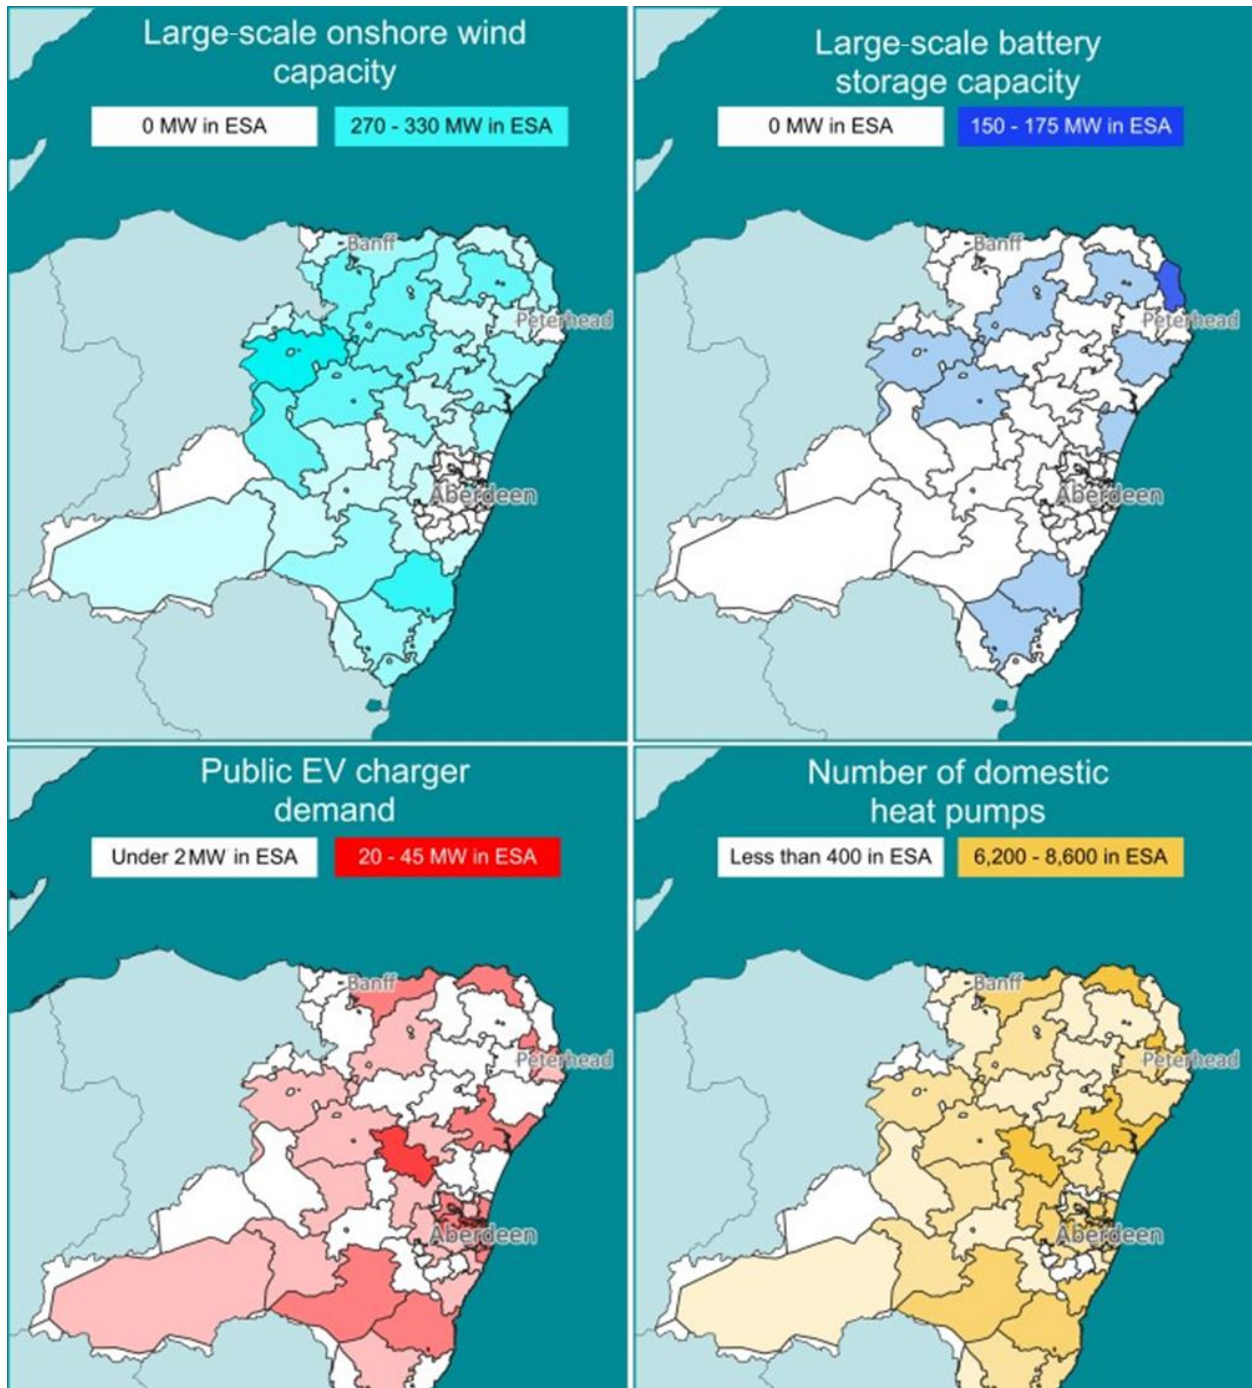 Large-scale onshore wind
capacity
0 MW in ESA
270 - 330 MW in ESA
Banff
Peterhead
Aberdeen
Large-scale battery
storage capacity
0 MW in ESA
150 - 175 MW in ESA
Banff
Peterhead
Aberdeen
Public EV charger
demand
Under 2MW in ESA
20 - 45 MW in ESA
Banff
Peterhead
Aberdeen
Number of domestic
heat pumps
Less than 400 in ESA
6,200 - 8,600 in ESA
Banff
Peterhead
Aberdeen